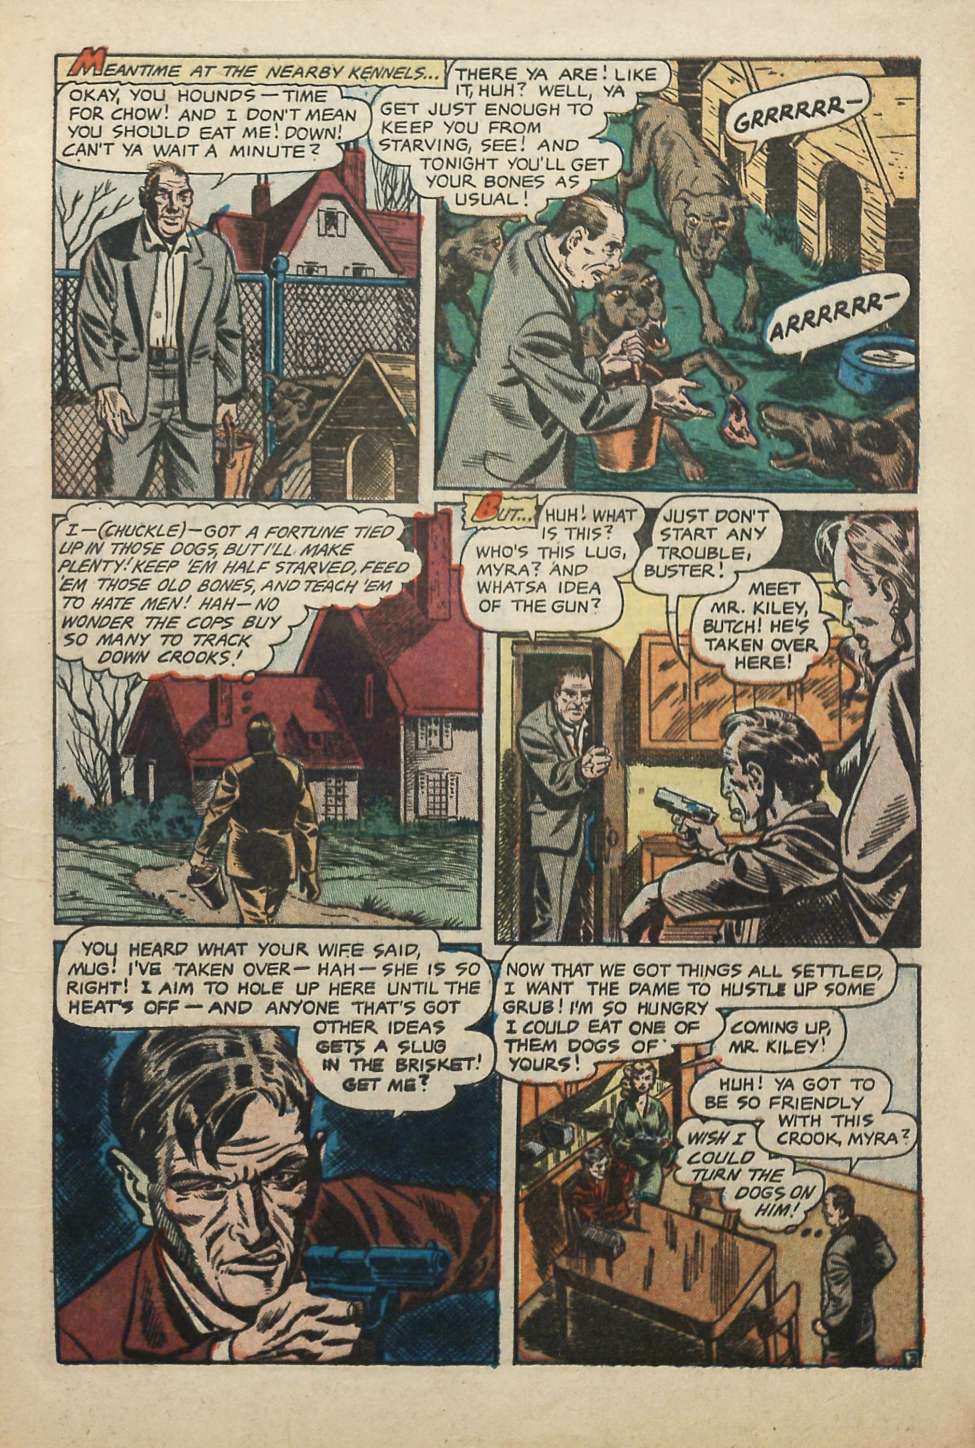 MEANTIME AT THE NEARBY KENNELS...
OKAY, YOU HOUNDS—TIME
FOR CHOW! AND I DON'T MEAN
YOU SHOULD EAT ME! DOWN!
CAN'T YA WAIT A MINUTE?
THERE YA ARE! LIKE
IT, HUH? WELL, YA
GET JUST ENOUGH TO
KEEP YOU FROM
STARVING, SEE! AND
TONIGHT YOU'LL GET
YOUR BONES AS
USUAL!
GRRRRRR—
ARRRRRR—
I—(CHUCKLE)—GOT A FORTUNE TIED
UP IN THOSE DOGS, BUT I'LL MAKE
PLENTY! KEEP 'EM HALF STARVED, FEED
'EM THOSE OLD BONES, AND TEACH 'EM
TO HATE MEN! HAH—NO
WONDER THE COPS BUY
SO MANY TO TRACK
DOWN CROOKS!
BUT...
HUH! WHAT
IS THIS?
WHO'S THIS LUG,
MYRA? AND
WHATSA IDEA
OF THE GUN?
JUST DON'T
START ANY
TROUBLE,
BUSTER!
MEET
MR. KILEY,
BUTCH! HE'S
TAKEN OVER
HERE!
YOU HEARD WHAT YOUR WIFE SAID,
MUG! I'VE TAKEN OVER—HAH—SHE IS SO
RIGHT! I AIM TO HOLE UP HERE UNTIL THE
HEAT'S OFF—AND ANYONE THAT'S GOT
OTHER IDEAS
GETS A SLUG
IN THE BRISKET!
GET ME?
NOW THAT WE GOT THINGS ALL SETTLED,
I WANT THE DAME TO HUSTLE UP SOME
GRUB! I'M SO HUNGRY
I COULD EAT ONE OF
THEM DOGS OF
YOURS!
COMING UP,
MR. KILEY!
HUH! YA GOT TO
BE SO FRIENDLY
WITH THIS
CROOK, MYRA?
WISH I
COULD
TURN THE
DOGS ON
HIM!